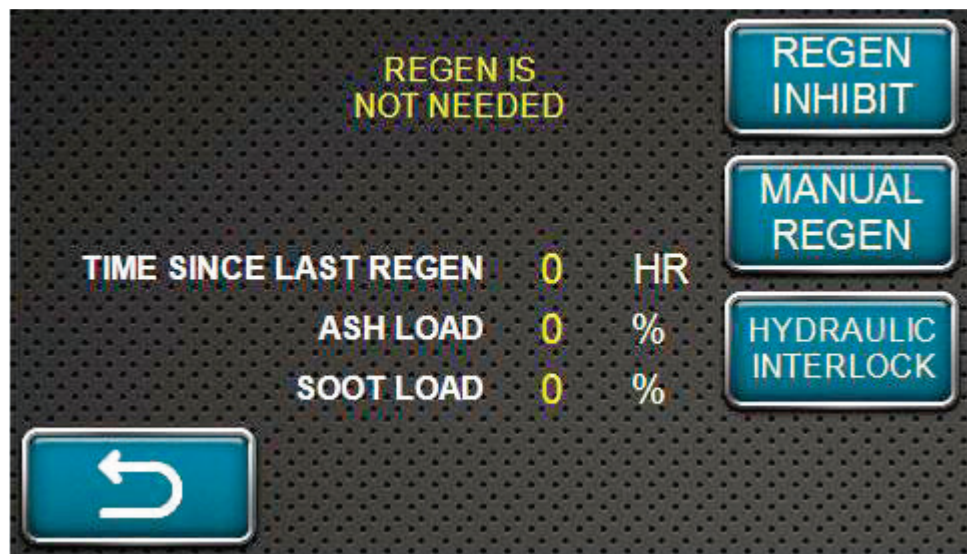 REGEN IS
NOT NEEDED
REGEN
INHIBIT
MANUAL
REGEN
TIME SINCE LAST REGEN 0 HR
ASH LOAD 0 %
SOOT LOAD 0 %
HYDRAULIC
INTERLOCK